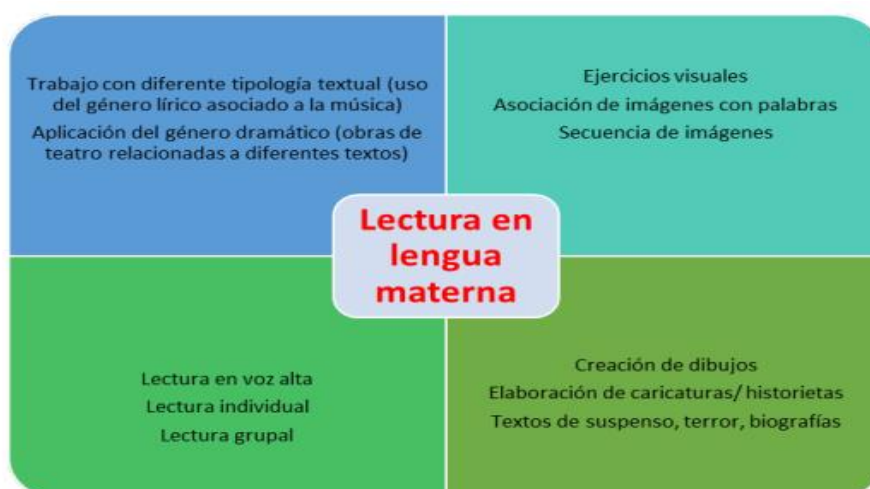 Trabajo con diferente tipología textual (uso
del género lírico asociado a la música)
Aplicación del género dramático (obras de
teatro relacionadas a diferentes textos)
Ejercicios visuales
Asociación de imágenes con palabras
Secuencia de imágenes
Lectura en
lengua
materna
Lectura en voz alta
Lectura individual
Lectura grupal
Creación de dibujos
Elaboración de caricaturas/ historietas
Textos de suspenso, terror, biografías